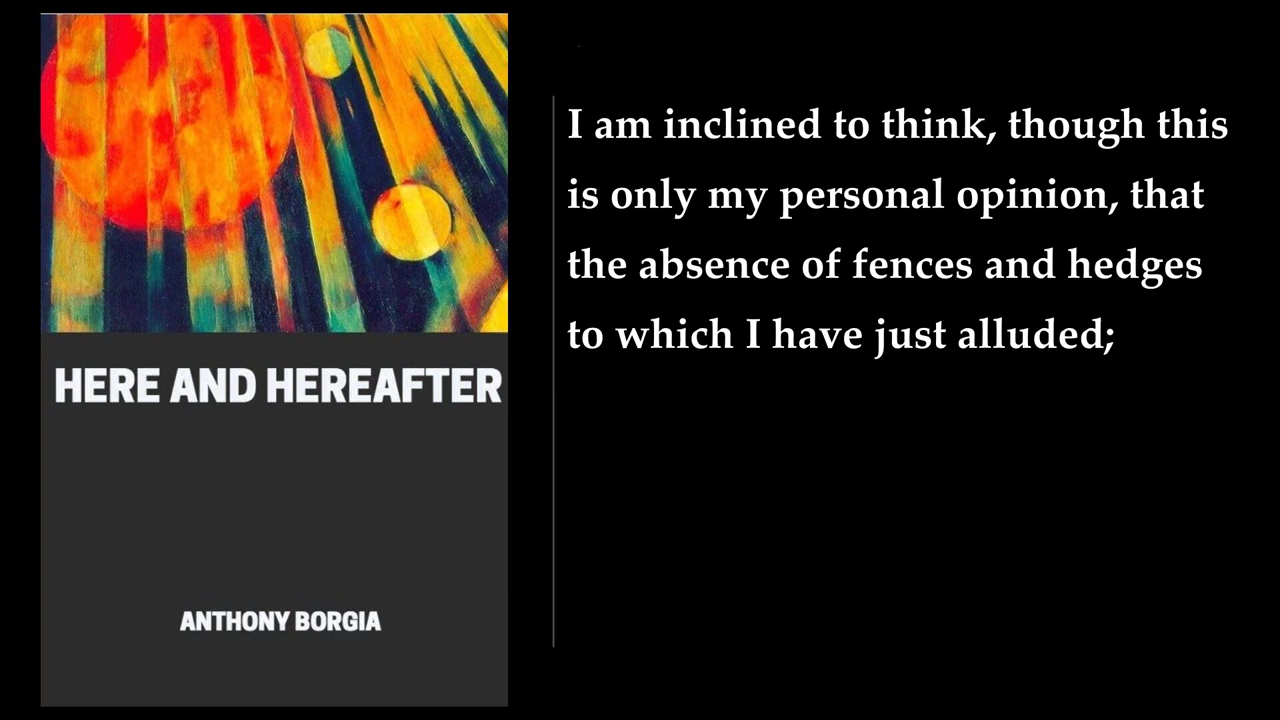 HERE AND HEREAFTER
ANTHONY BORGIA
I am inclined to think, though this
is only my personal opinion, that
the absence of fences and hedges
to which I have just alluded;